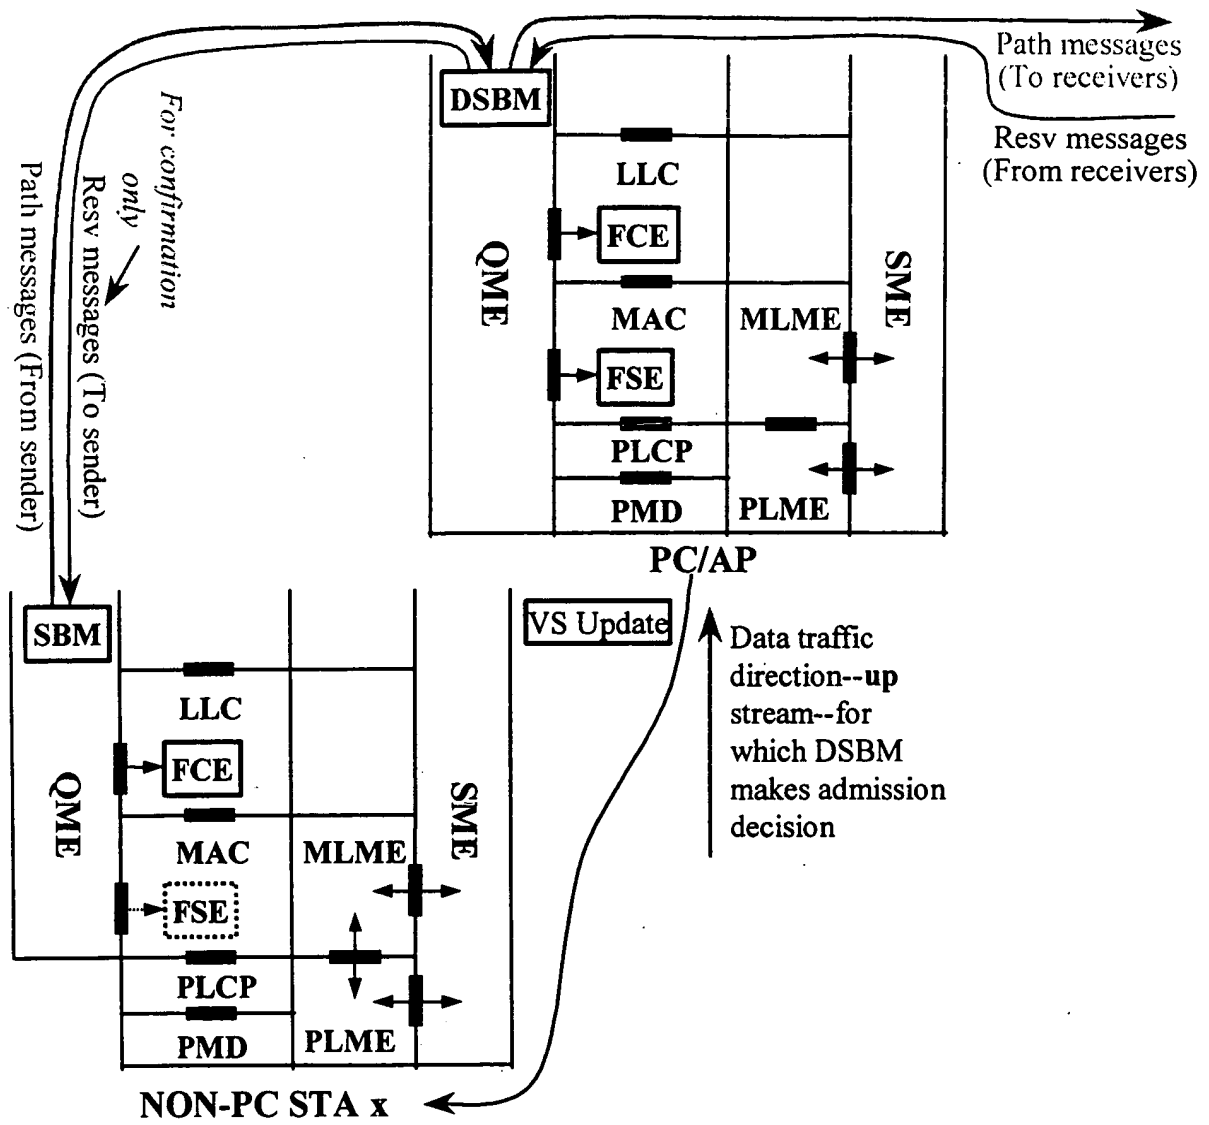 Path messages
(To receivers)
Resv messages
(From receivers)
DSBM
LLC
FCE
QME
SME
MAC
MLME
FSE
PLCP
PMD
PLME
PC/AP
For confirmation
only
Resv messages (To sender)
Path messages (From sender)
VS Update
Data traffic
direction--up
stream--for
which DSBM
makes admission
decision
SBM
LLC
FCE
QME
SME
MAC
MLME
FSE
PLCP
PMD
PLME
NON-PC STA x